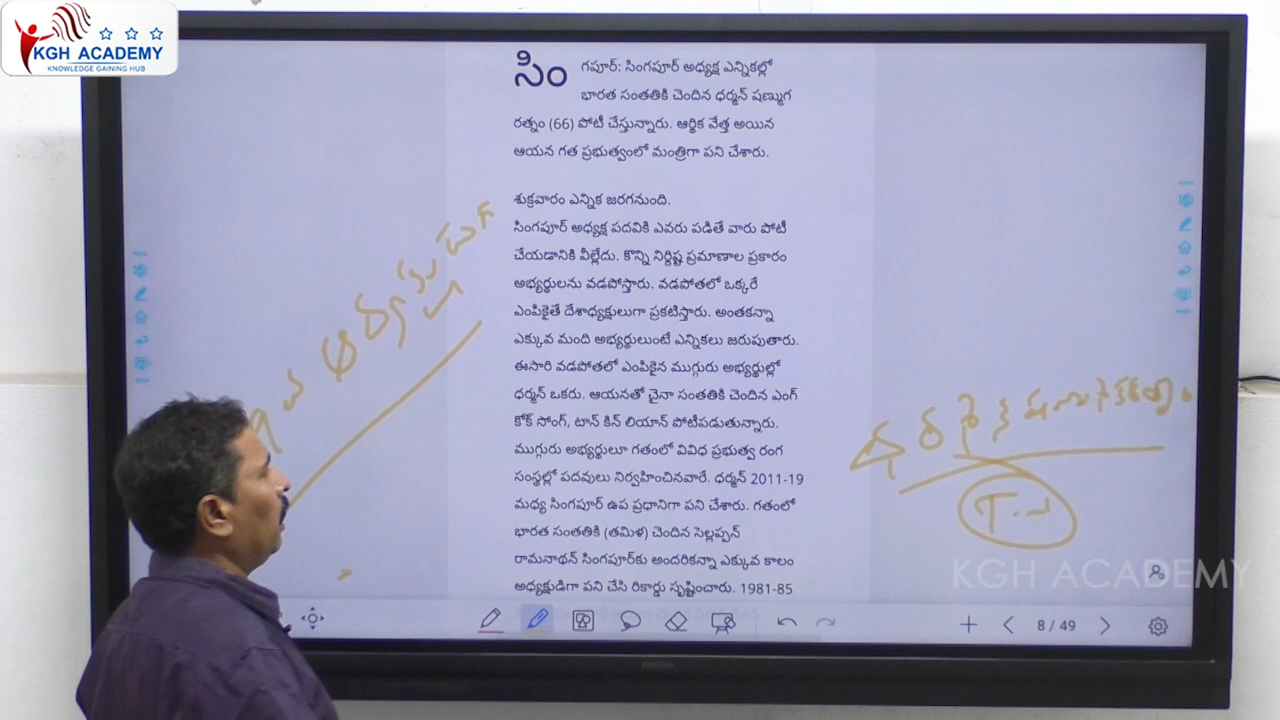 KGH ACADEMY
KNOWLEDGE GAINING HUB
సింగపూర్: సింగపూర్ అధ్యక్ష ఎన్నికల్లో
భారత సంతతికి చెందిన ధర్మన్ షణ్ముగ
రత్నం (66) పోటీ చేస్తున్నారు. ఆర్థిక వేత్త అయిన
ఆయన గత ప్రభుత్వంలో మంత్రిగా పని చేశారు.
శుక్రవారం ఎన్నిక జరగనుంది.
సింగపూర్ అధ్యక్ష పదవికి ఎవరు పడితే వారు పోటీ
చేయడానికి వీల్లేదు. కొన్ని నిర్దిష్ట ప్రమాణాల ప్రకారం
అభ్యర్థులను వడపోస్తారు. వడపోతలో ఒక్కరే
ఎంపికైతే దేశాధ్యక్షులుగా ప్రకటిస్తారు. అంతకన్నా
ఎక్కువ మంది అభ్యర్థులుంటే ఎన్నికలు జరుపుతారు.
ఈసారి వడపోతలో ఎంపికైన ముగ్గురు అభ్యర్థుల్లో
ధర్మన్ ఒకరు. ఆయనతో చైనా సంతతికి చెందిన ఎంగ్
కోక్ సోంగ్, టాన్ కిన్ లియాన్ పోటీపడుతున్నారు.
ముగ్గురు అభ్యర్థులూ గతంలో వివిధ ప్రభుత్వ రంగ
సంస్థల్లో పదవులు నిర్వహించినవారే. ధర్మన్ 2011-19
మధ్య సింగపూర్ ఉప ప్రధానిగా పని చేశారు. గతంలో
భారత సంతతికి (తమిళ) చెందిన సెల్లప్పన్
రామనాథన్ సింగపూర్‌కు అందరికన్నా ఎక్కువ కాలం
అధ్యక్షుడిగా పని చేసి రికార్డు సృష్టించారు. 1981-85
KGH ACADEMY
8 / 49